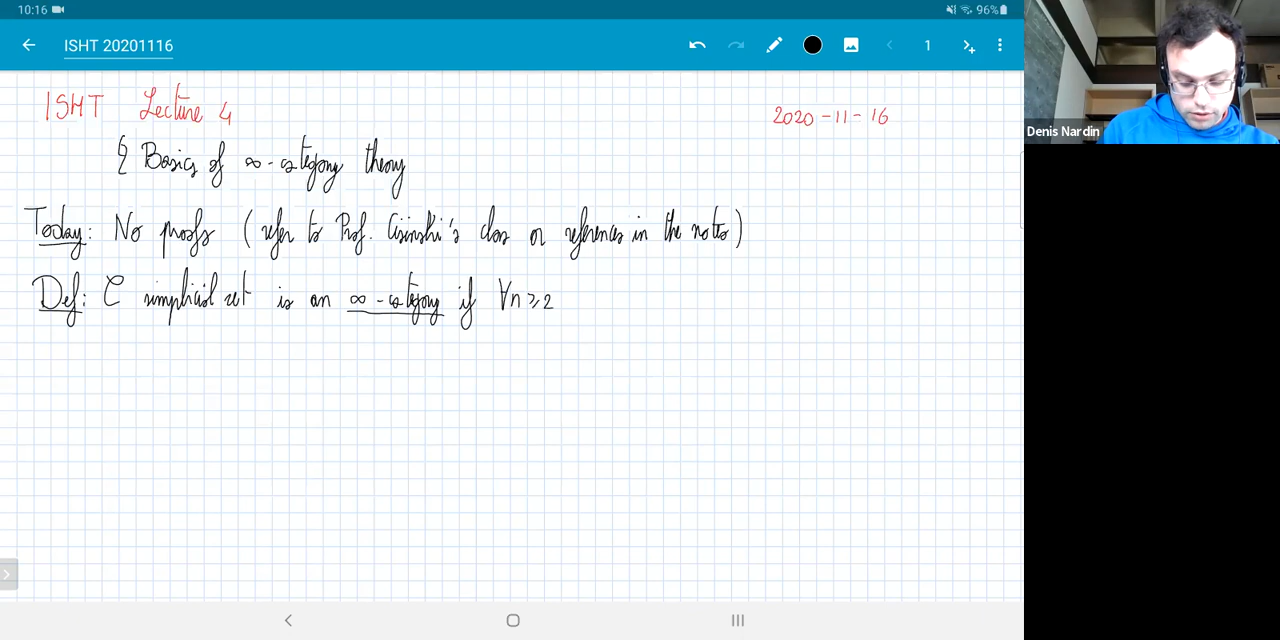 10:16
96%
ISHT 20201116
1
Denis Nardin
ISHT Lecture 4
2020-11-16
§ Basics of ∞-category theory
Today: No proofs (refer to Prof. Cisinski's class or references in the notes)
Def: C simplicial set is an ∞-category if ∀n≥2